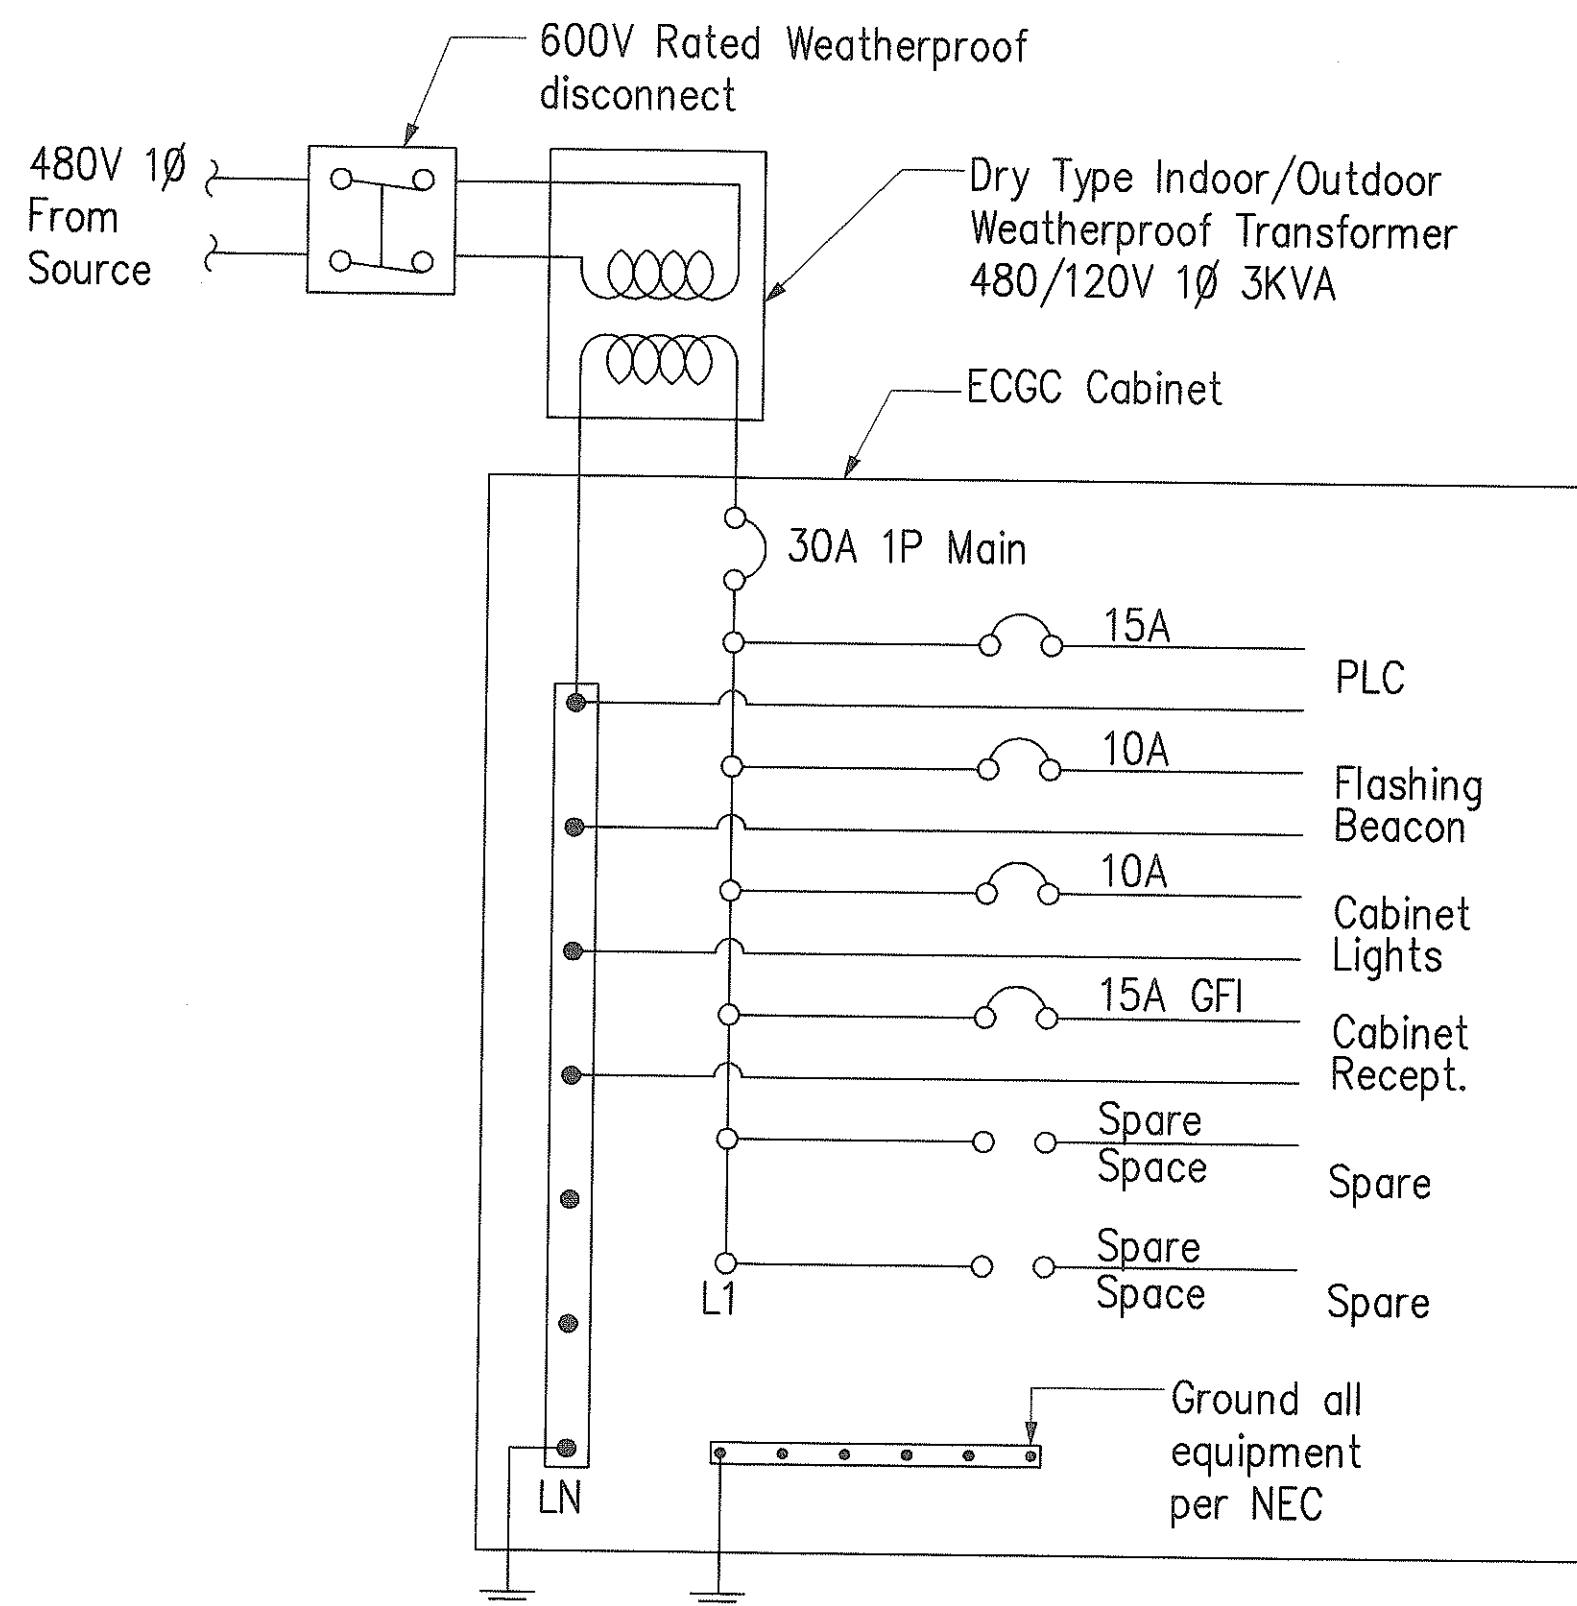 600V Rated Weatherproof
disconnect
480V 1Ø
From
Source
Dry Type Indoor/Outdoor
Weatherproof Transformer
480/120V 1Ø 3KVA
ECGC Cabinet
30A 1P Main
15A
PLC
10A
Flashing
Beacon
10A
Cabinet
Lights
15A GFI
Cabinet
Recept.
Spare
Space
Spare
Spare
Space
Spare
L1
Ground all
equipment
per NEC
LN